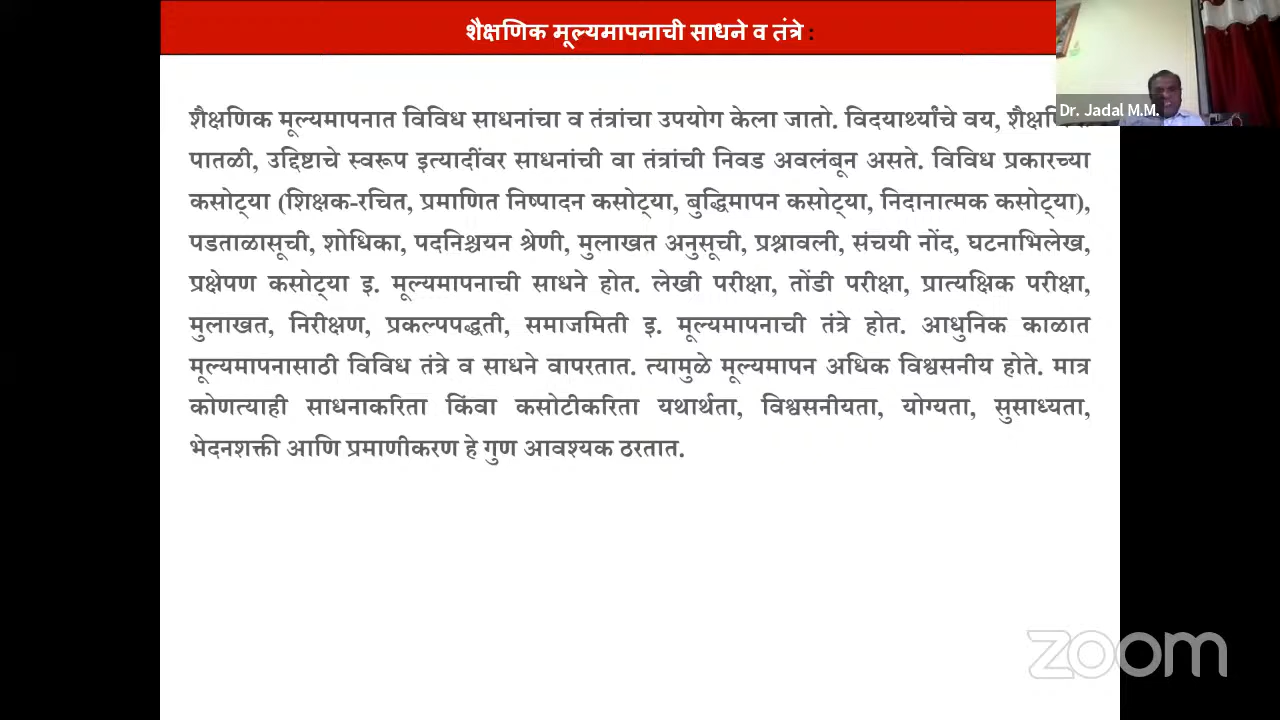 शैक्षणिक मूल्यमापनाची साधने व तंत्रे :
Dr. Jadal M.M.
शैक्षणिक मूल्यमापनात विविध साधनांचा व तंत्रांचा उपयोग केला जातो. विदयार्थ्यांचे वय,
पातळी, उद्दिष्टाचे स्वरूप इत्यादींवर साधनांची वा तंत्रांची निवड अवलंबून असते. विविध प्रकारच्या
कसोट्या (शिक्षक-रचित, प्रमाणित निष्पादन कसोट्या, बुद्धिमापन कसोट्या, निदानात्मक कसोट्या),
पडताळासूची, शोधिका, पदनिश्चयन श्रेणी, मुलाखत अनुसूची, प्रश्नावली, संचयी नोंद, घटनाभिलेख,
प्रक्षेपण कसोट्या इ. मूल्यमापनाची साधने होत. लेखी परीक्षा, तोंडी परीक्षा, प्रात्यक्षिक परीक्षा,
मुलाखत, निरीक्षण, प्रकल्पपद्धती, समाजमिती इ. मूल्यमापनाची तंत्रे होत. आधुनिक काळात
मूल्यमापनासाठी विविध तंत्रे व साधने वापरतात. त्यामुळे मूल्यमापन अधिक विश्वसनीय होते. मात्र
कोणत्याही साधनाकरिता किंवा कसोटीकरिता यथार्थता, विश्वसनीयता, योग्यता, सुसाध्यता,
भेदनशक्ती आणि प्रमाणीकरण हे गुण आवश्यक ठरतात.
zoom